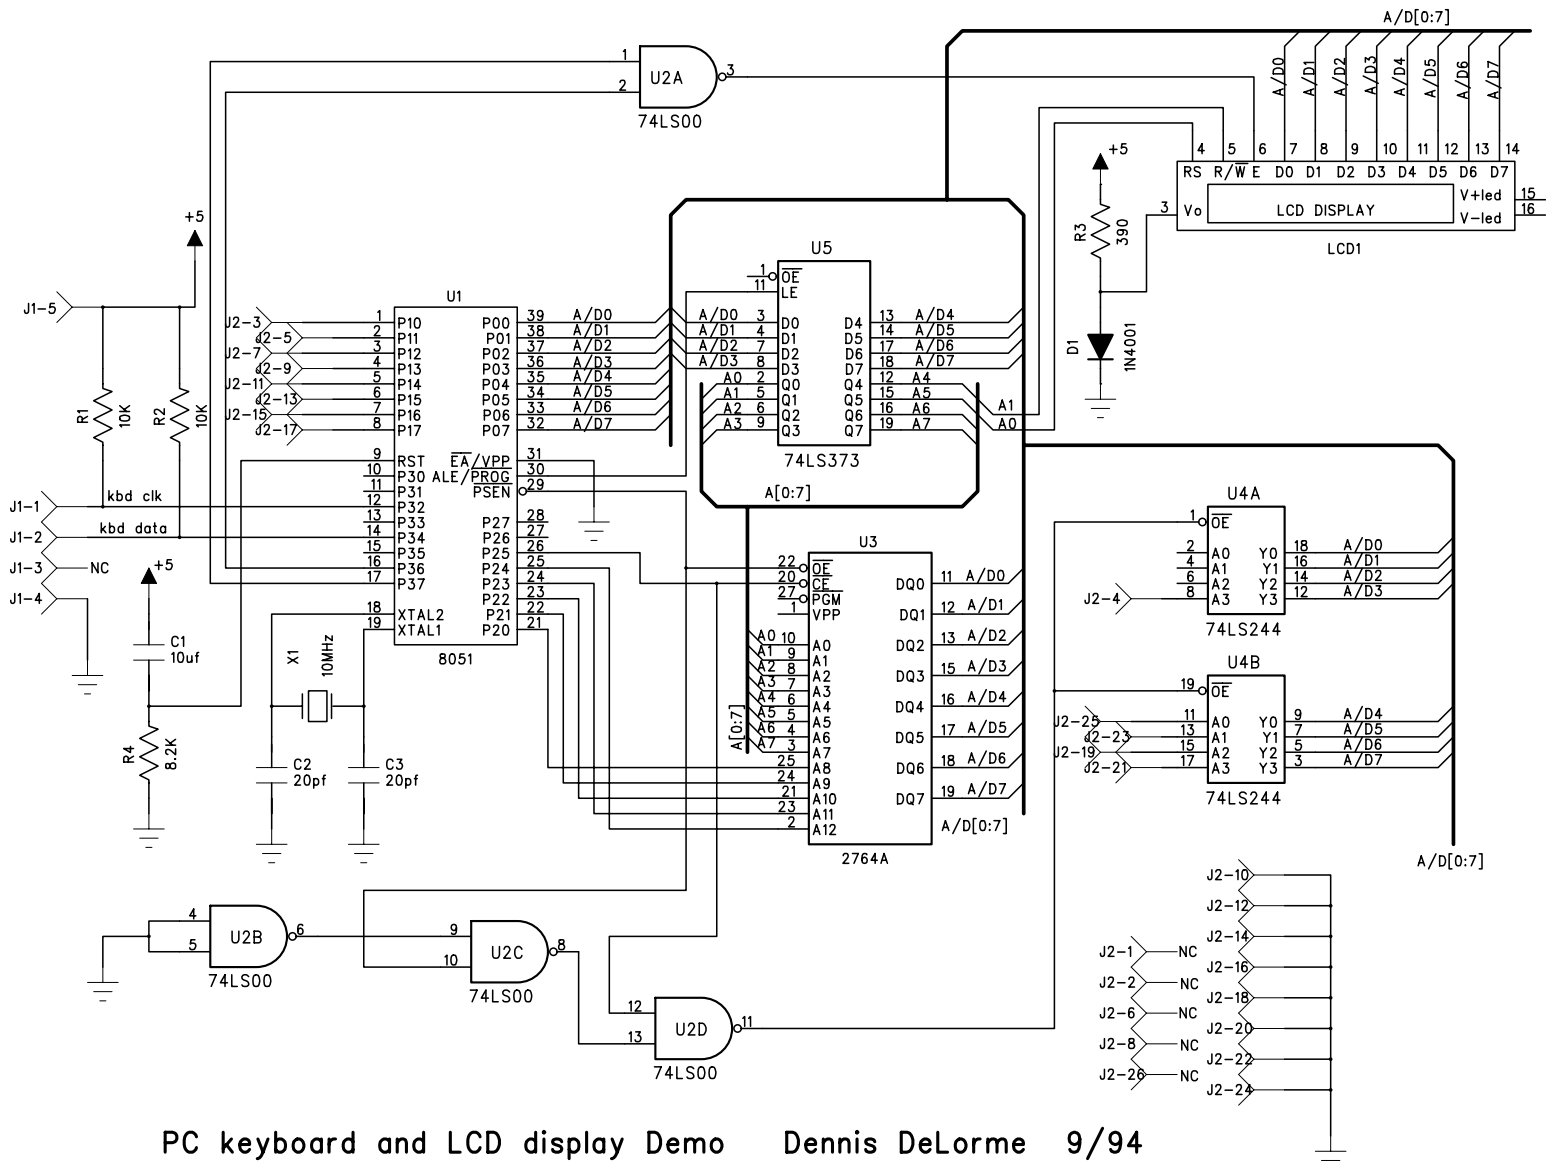 A/D[0:7]
1
2
U2A
3
74LS00
A/D0
A/D1
A/D2
A/D3
A/D4
A/D5
A/D6
A/D7
+5
4 5 6 7 8 9 10 11 12 13 14
RS R/W E D0 D1 D2 D3 D4 D5 D6 D7
3 Vo
LCD DISPLAY
V+led 15
V-led 16
LCD1
R3
390
D1
1N4001
+5
J1-5
R1
10K
R2
10K
J1-1
kbd clk
J1-2
kbd data
J1-3 NC
J1-4
+5
C1
10uf
R4
8.2K
U1
J2-3 1 P10 P00 39 A/D0
J2-5 2 P11 P01 38 A/D1
J2-7 3 P12 P02 37 A/D2
J2-9 4 P13 P03 36 A/D3
J2-11 5 P14 P04 35 A/D4
J2-13 6 P15 P05 34 A/D5
J2-15 7 P16 P06 33 A/D6
J2-17 8 P17 P07 32 A/D7
9 RST EA/VPP 31
10 P30 ALE/PROG 30
11 P31 PSEN 29
12 P32
13 P33 P27 28
14 P34 P26 27
15 P35 P25 26
16 P36 P24 25
17 P37 P23 24
P22 23
18 XTAL2 P21 22
19 XTAL1 P20 21
8051
X1
10MHz
C2
20pf
C3
20pf
U5
1 OE
11 LE
A/D0 3 D0 D4 13 A/D4
A/D1 4 D1 D5 14 A/D5
A/D2 7 D2 D6 17 A/D6
A/D3 8 D3 D7 18 A/D7
A0 2 Q0 Q4 12 A4
A1 5 Q1 Q5 15 A5
A2 6 Q2 Q6 16 A6
A3 9 Q3 Q7 19 A7
74LS373
A1
A0
A[0:7]
U3
22 OE
20 CE
27 PGM
1 VPP
A0 10 A0
A1 9 A1
A2 8 A2
A3 7 A3
A4 6 A4
A5 5 A5
A6 4 A6
A7 3 A7
25 A8
24 A9
21 A10
23 A11
2 A12
DQ0 11 A/D0
DQ1 12 A/D1
DQ2 13 A/D2
DQ3 15 A/D3
DQ4 16 A/D4
DQ5 17 A/D5
DQ6 18 A/D6
DQ7 19 A/D7
A[0:7]
A/D[0:7]
2764A
U4A
1 OE
2 A0 Y0 18 A/D0
4 A1 Y1 16 A/D1
6 A2 Y2 14 A/D2
J2-4 8 A3 Y3 12 A/D3
74LS244
U4B
19 OE
J2-25 11 A0 Y0 9 A/D4
J2-23 13 A1 Y1 7 A/D5
J2-19 15 A2 Y2 5 A/D6
J2-21 17 A3 Y3 3 A/D7
74LS244
A/D[0:7]
4
5
U2B
6
74LS00
9
10
U2C
8
74LS00
12
13
U2D
11
74LS00
J2-1 NC
J2-2 NC
J2-6 NC
J2-8 NC
J2-26 NC
J2-10
J2-12
J2-14
J2-16
J2-18
J2-20
J2-22
J2-24
PC keyboard and LCD display Demo Dennis DeLorme 9/94